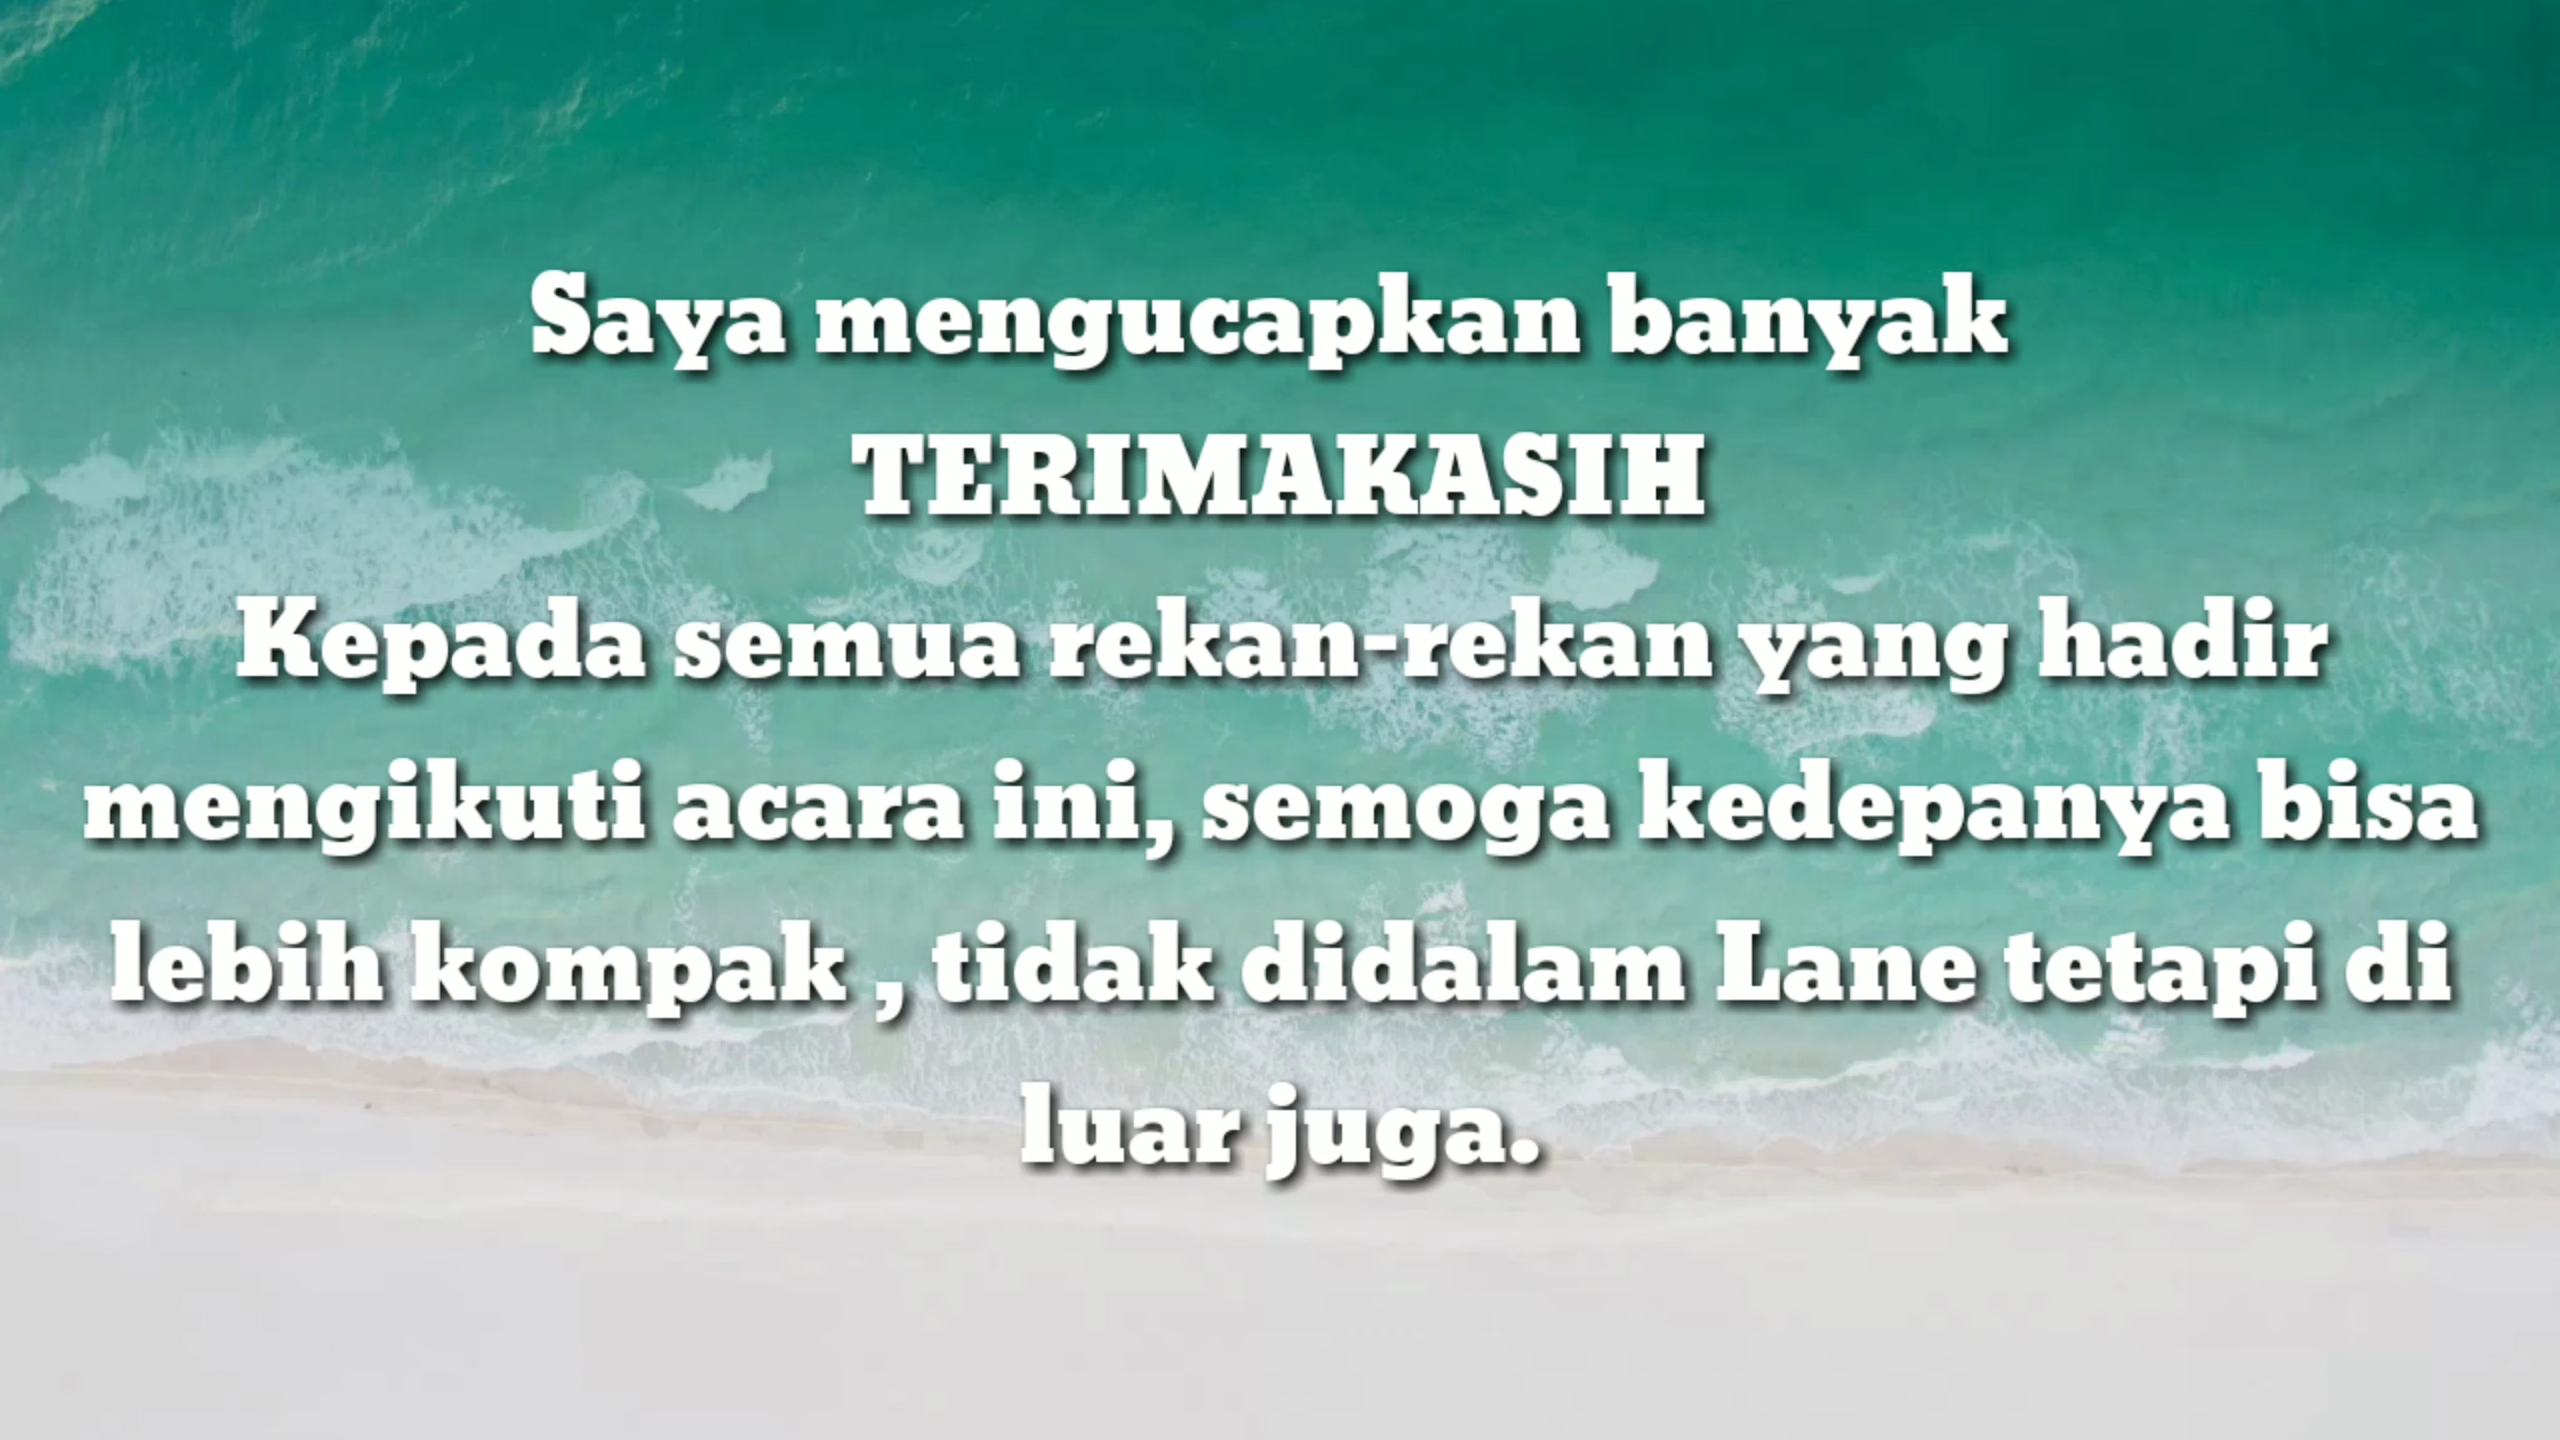 Saya mengucapkan banyak
TERIMAKASIH
Kepada semua rekan-rekan yang hadir
mengikuti acara ini, semoga kedepanya bisa
lebih kompak , tidak didalam Lane tetapi di
luar juga.